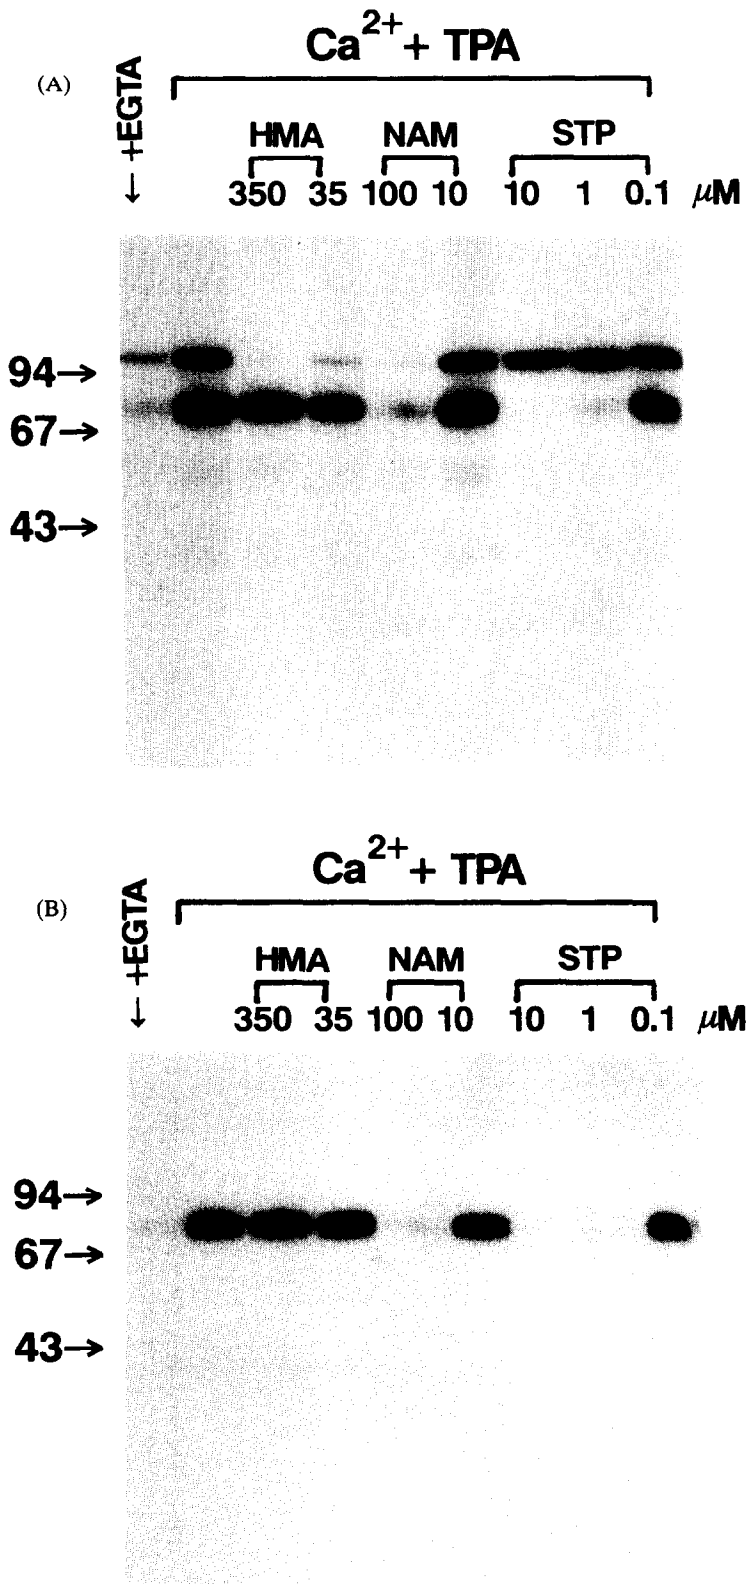 (A)
↓ +EGTA
Ca²⁺ + TPA
HMA NAM STP
350 35 100 10 10 1 0.1 μM
94→
67→
43→
(B)
↓ +EGTA
Ca²⁺ + TPA
HMA NAM STP
350 35 100 10 10 1 0.1 μM
94→
67→
43→